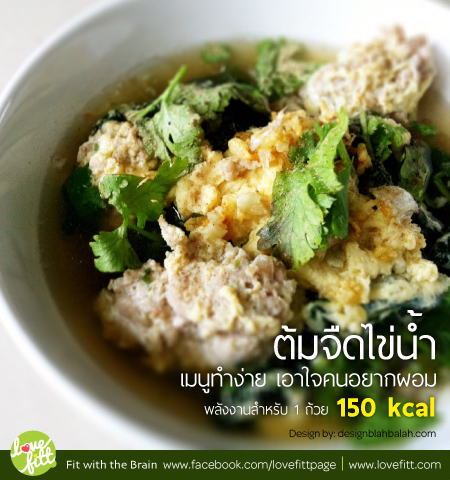 ต้มจืดไข่น้ำ
เมนูทำง่าย เอาใจคนอยากผอม
พลังงานสำหรับ 1 ถ้วย 150 kcal
Design by: designblahbalah.com
love fitt
Fit with the Brain www.facebook.com/lovefittpage | www.lovefitt.com